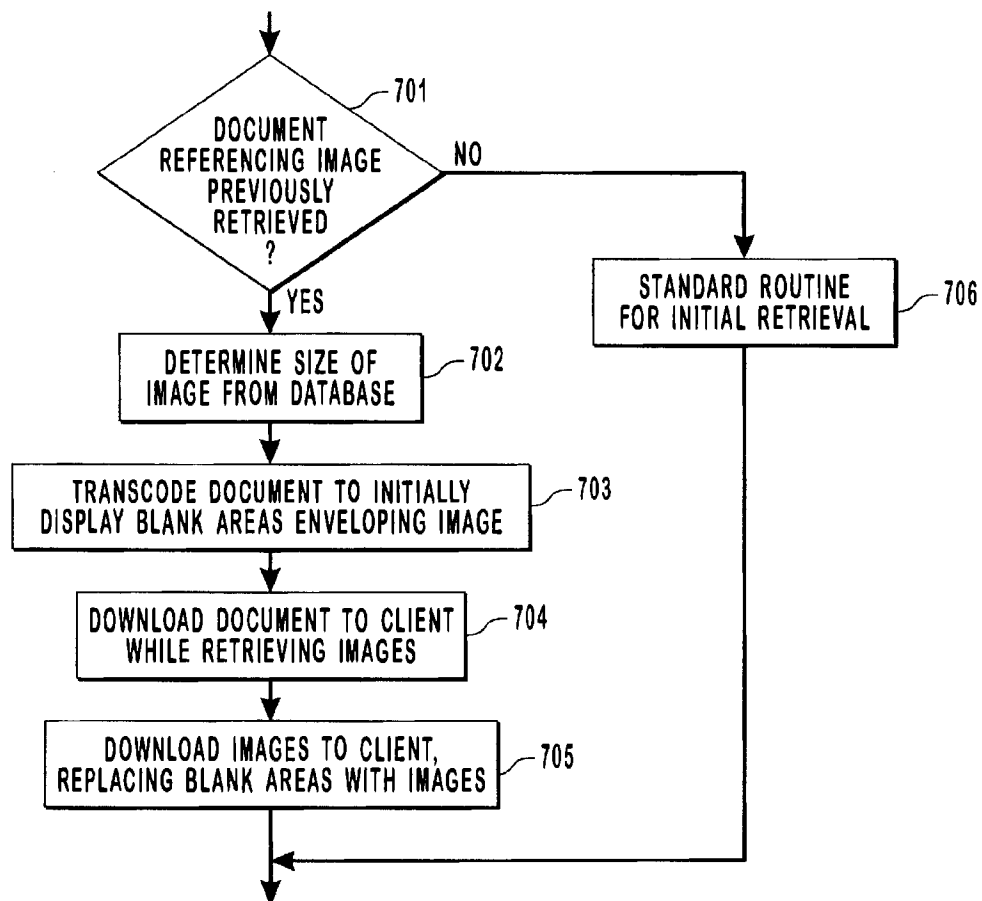 701
DOCUMENT
REFERENCING IMAGE
PREVIOUSLY
RETRIEVED
?
NO
YES
STANDARD ROUTINE
FOR INITIAL RETRIEVAL
706
DETERMINE SIZE OF
IMAGE FROM DATABASE
702
TRANSCODE DOCUMENT TO INITIALLY
DISPLAY BLANK AREAS ENVELOPING IMAGE
703
DOWNLOAD DOCUMENT TO CLIENT
WHILE RETRIEVING IMAGES
704
DOWNLOAD IMAGES TO CLIENT,
REPLACING BLANK AREAS WITH IMAGES
705